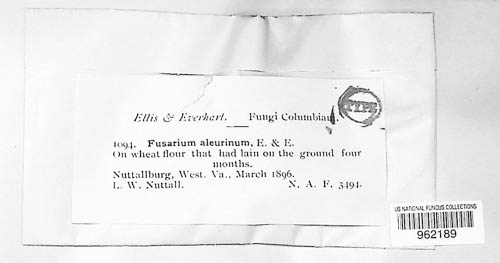 Ellis & Everhart. Fungi Columbiani.
TYPE
1094. Fusarium aleurinum, E. & E.
On wheat flour that had lain on the ground four
months.
Nuttallburg, West. Va., March 1896.
L. W. Nuttall. N. A. F. 3494.
US NATIONAL FUNGUS COLLECTIONS
962189